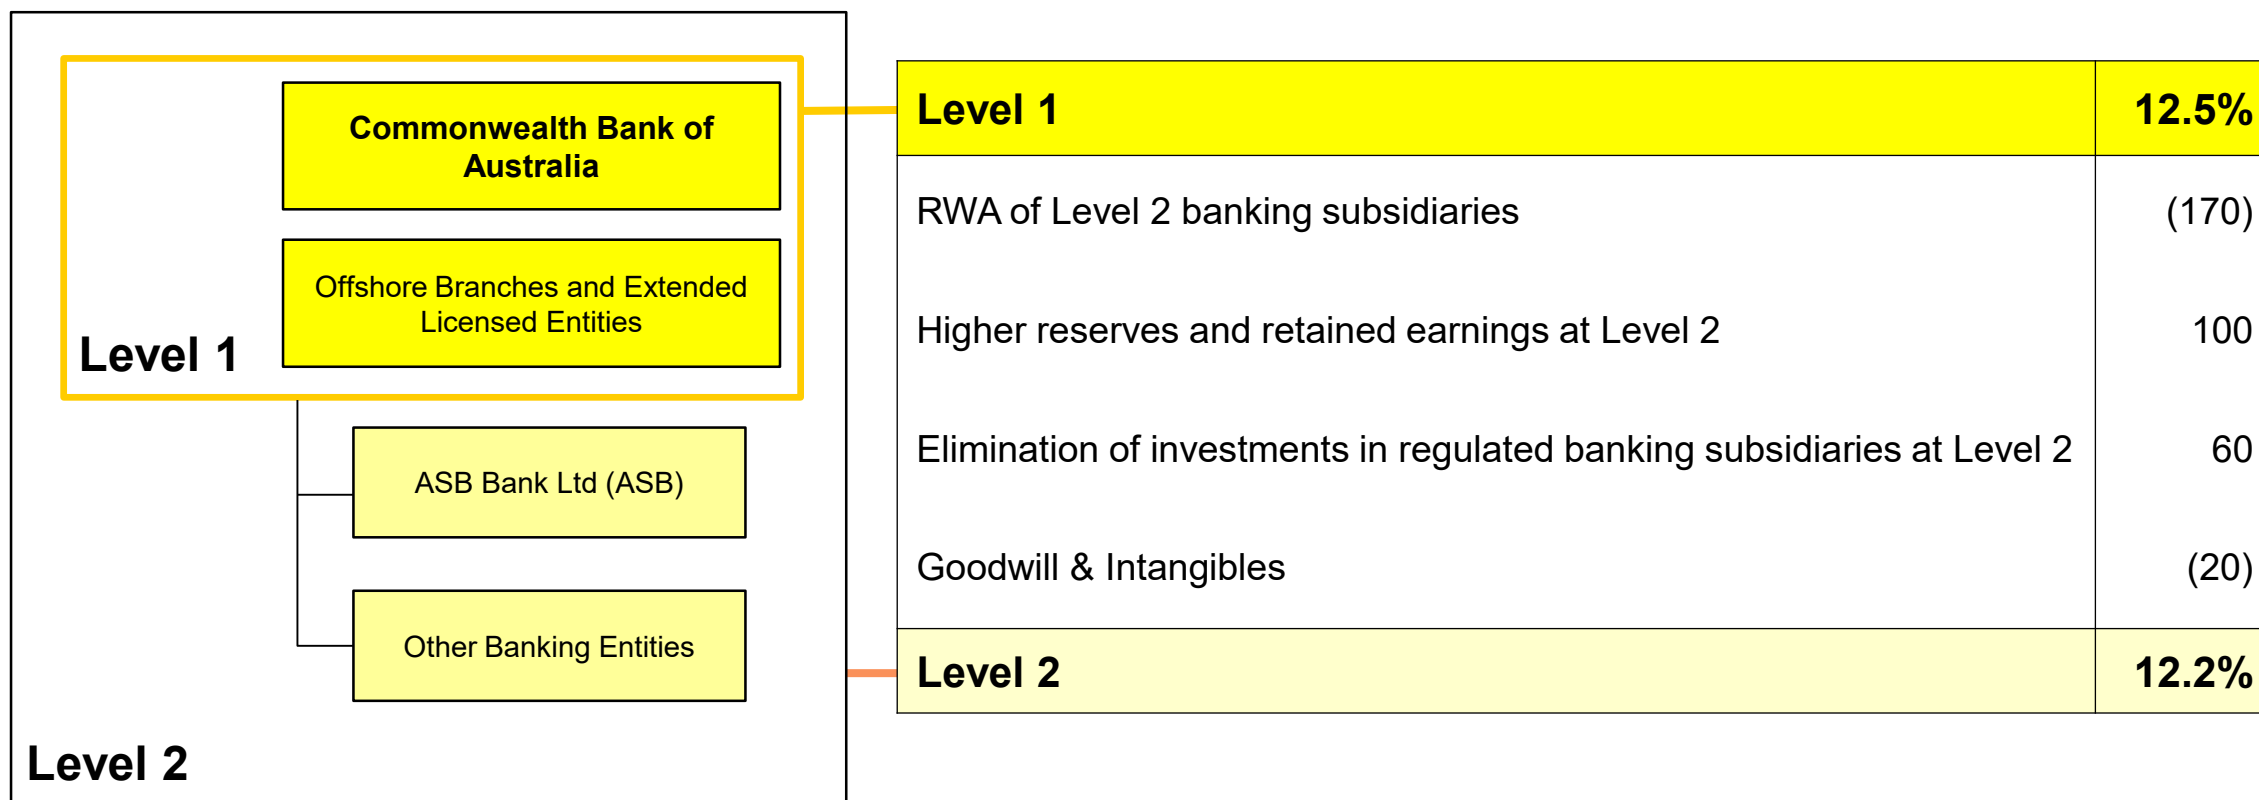 Commonwealth Bank of
Australia
Offshore Branches and Extended
Licensed Entities
Level 1
ASB Bank Ltd (ASB)
Other Banking Entities
Level 2
Level 1 12.5%
RWA of Level 2 banking subsidiaries (170)
Higher reserves and retained earnings at Level 2 100
Elimination of investments in regulated banking subsidiaries at Level 2 60
Goodwill & Intangibles (20)
Level 2 12.2%